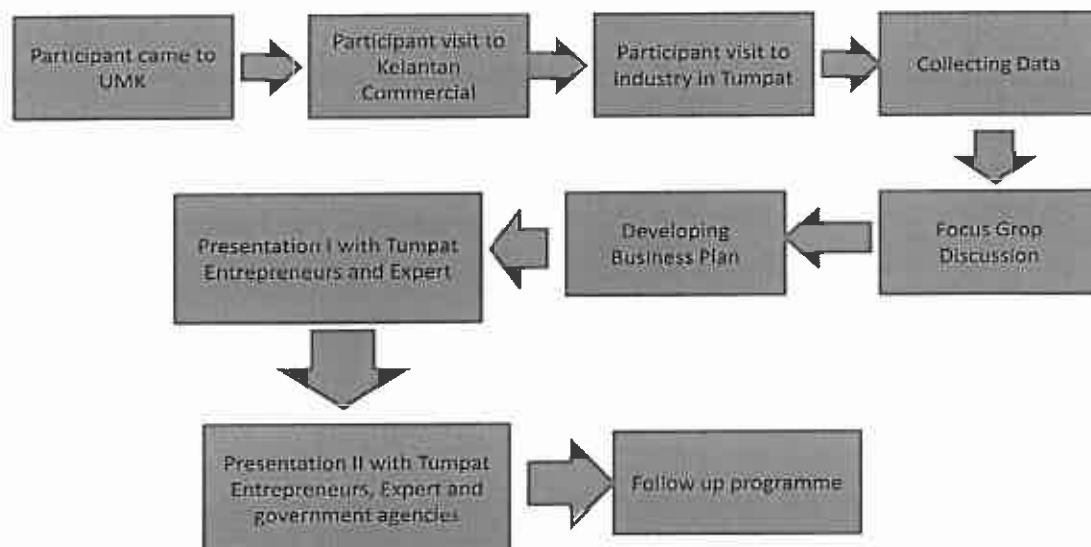 Participant came to
UMK
Participant visit to
Kelantan
Commercial
Participant visit to
industry in Tumpat
Collecting Data
Focus Grop
Discussion
Developing
Business Plan
Presentation I with Tumpat
Entrepreneurs and Expert
Presentation II with Tumpat
Entrepreneurs, Expert and
government agencies
Follow up programme